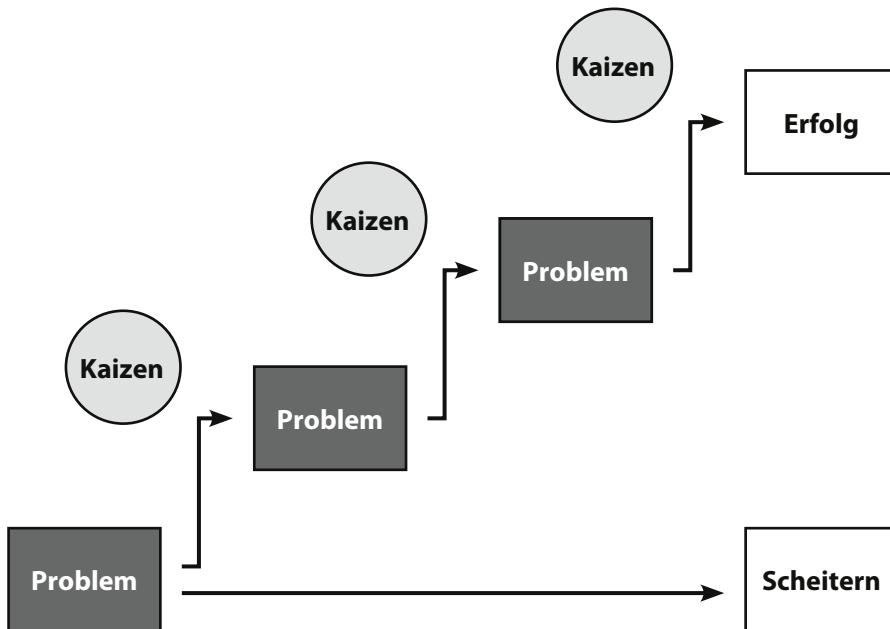 Kaizen
Erfolg
Kaizen
Problem
Kaizen
Problem
Problem
Scheitern